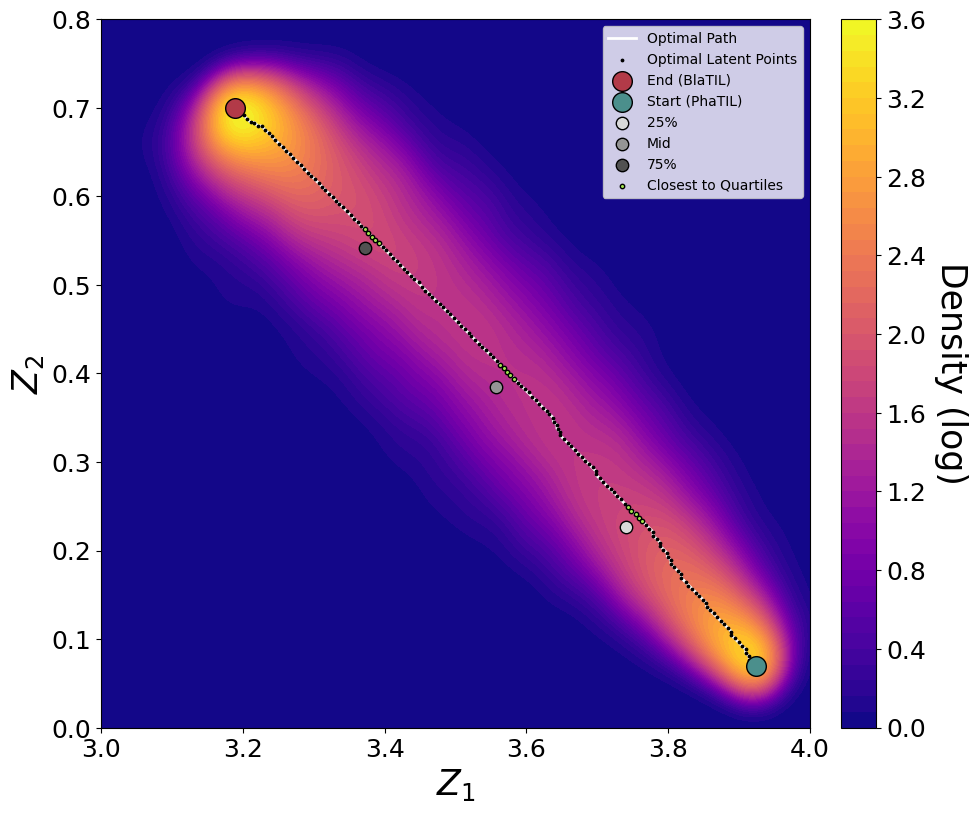 Optimal Path
Optimal Latent Points
End (BlaTIL)
Start (PhaTIL)
25%
Mid
75%
Closest to Quartiles
0.8
0.7
0.6
0.5
0.4
0.3
0.2
0.1
0.0
Z2
3.0 3.2 3.4 3.6 3.8 4.0
Z1
3.6
3.2
2.8
2.4
2.0
1.6
1.2
0.8
0.4
0.0
Density (log)